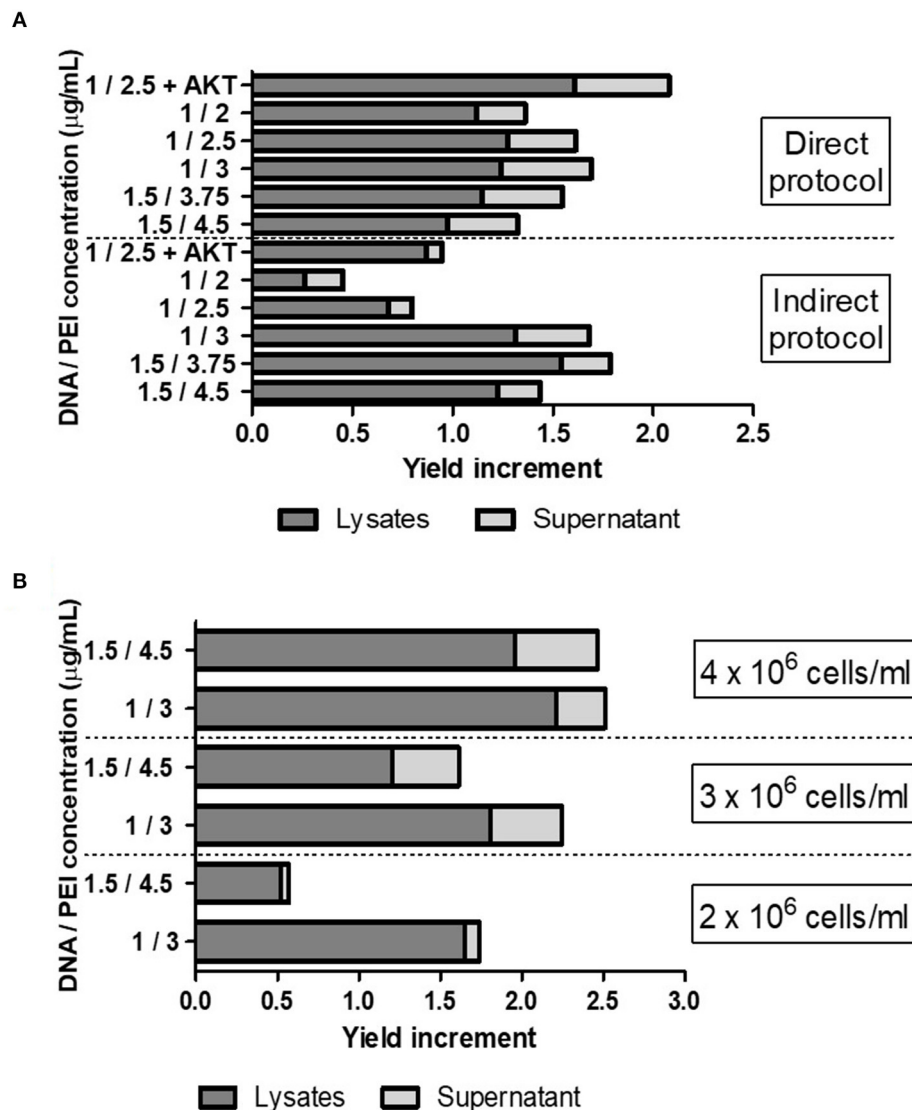 A
DNA/ PEI concentration (µg/mL)
1 / 2.5 + AKT
1 / 2
1 / 2.5
1 / 3
1.5 / 3.75
1.5 / 4.5
1 / 2.5 + AKT
1 / 2
1 / 2.5
1 / 3
1.5 / 3.75
1.5 / 4.5
Direct
protocol
Indirect
protocol
0.0 0.5 1.0 1.5 2.0 2.5
Yield increment
Lysates Supernatant
B
DNA/ PEI concentration (µg/mL)
1.5 / 4.5
1 / 3
1.5 / 4.5
1 / 3
1.5 / 4.5
1 / 3
4 x 10⁶ cells/ml
3 x 10⁶ cells/ml
2 x 10⁶ cells/ml
0.0 0.5 1.0 1.5 2.0 2.5 3.0
Yield increment
Lysates Supernatant